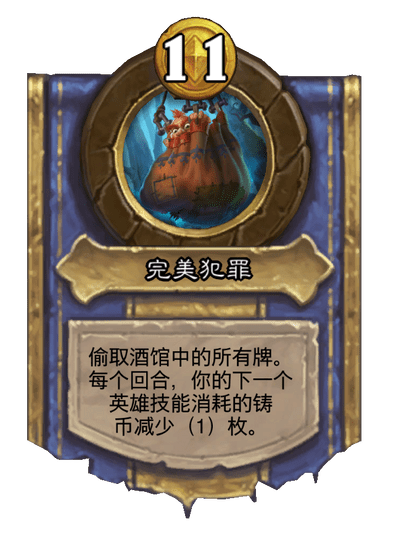 11
完美犯罪
偷取酒馆中的所有牌。
每个回合，你的下一个
英雄技能消耗的铸
币减少（1）枚。